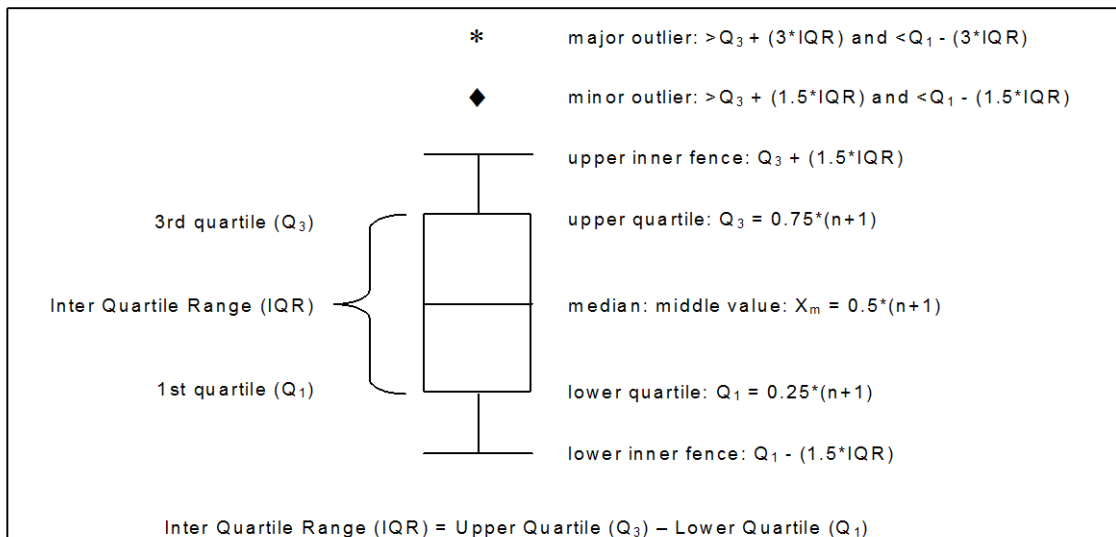 * major outlier: >Q₃ + (3*IQR) and <Q₁ - (3*IQR)
minor outlier: >Q₃ + (1.5*IQR) and <Q₁ - (1.5*IQR)
upper inner fence: Q₃ + (1.5*IQR)
3rd quartile (Q₃)
upper quartile: Q₃ = 0.75*(n+1)
Inter Quartile Range (IQR)
median: middle value: Xₘ = 0.5*(n+1)
1st quartile (Q₁)
lower quartile: Q₁ = 0.25*(n+1)
lower inner fence: Q₁ - (1.5*IQR)
Inter Quartile Range (IQR) = Upper Quartile (Q₃) – Lower Quartile (Q₁)